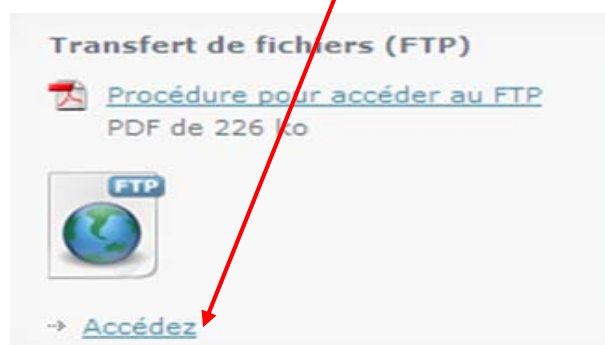 Transfert de fichiers (FTP)
Procédure pour accéder au FTP
PDF de 226 ko
FTP
Accédez